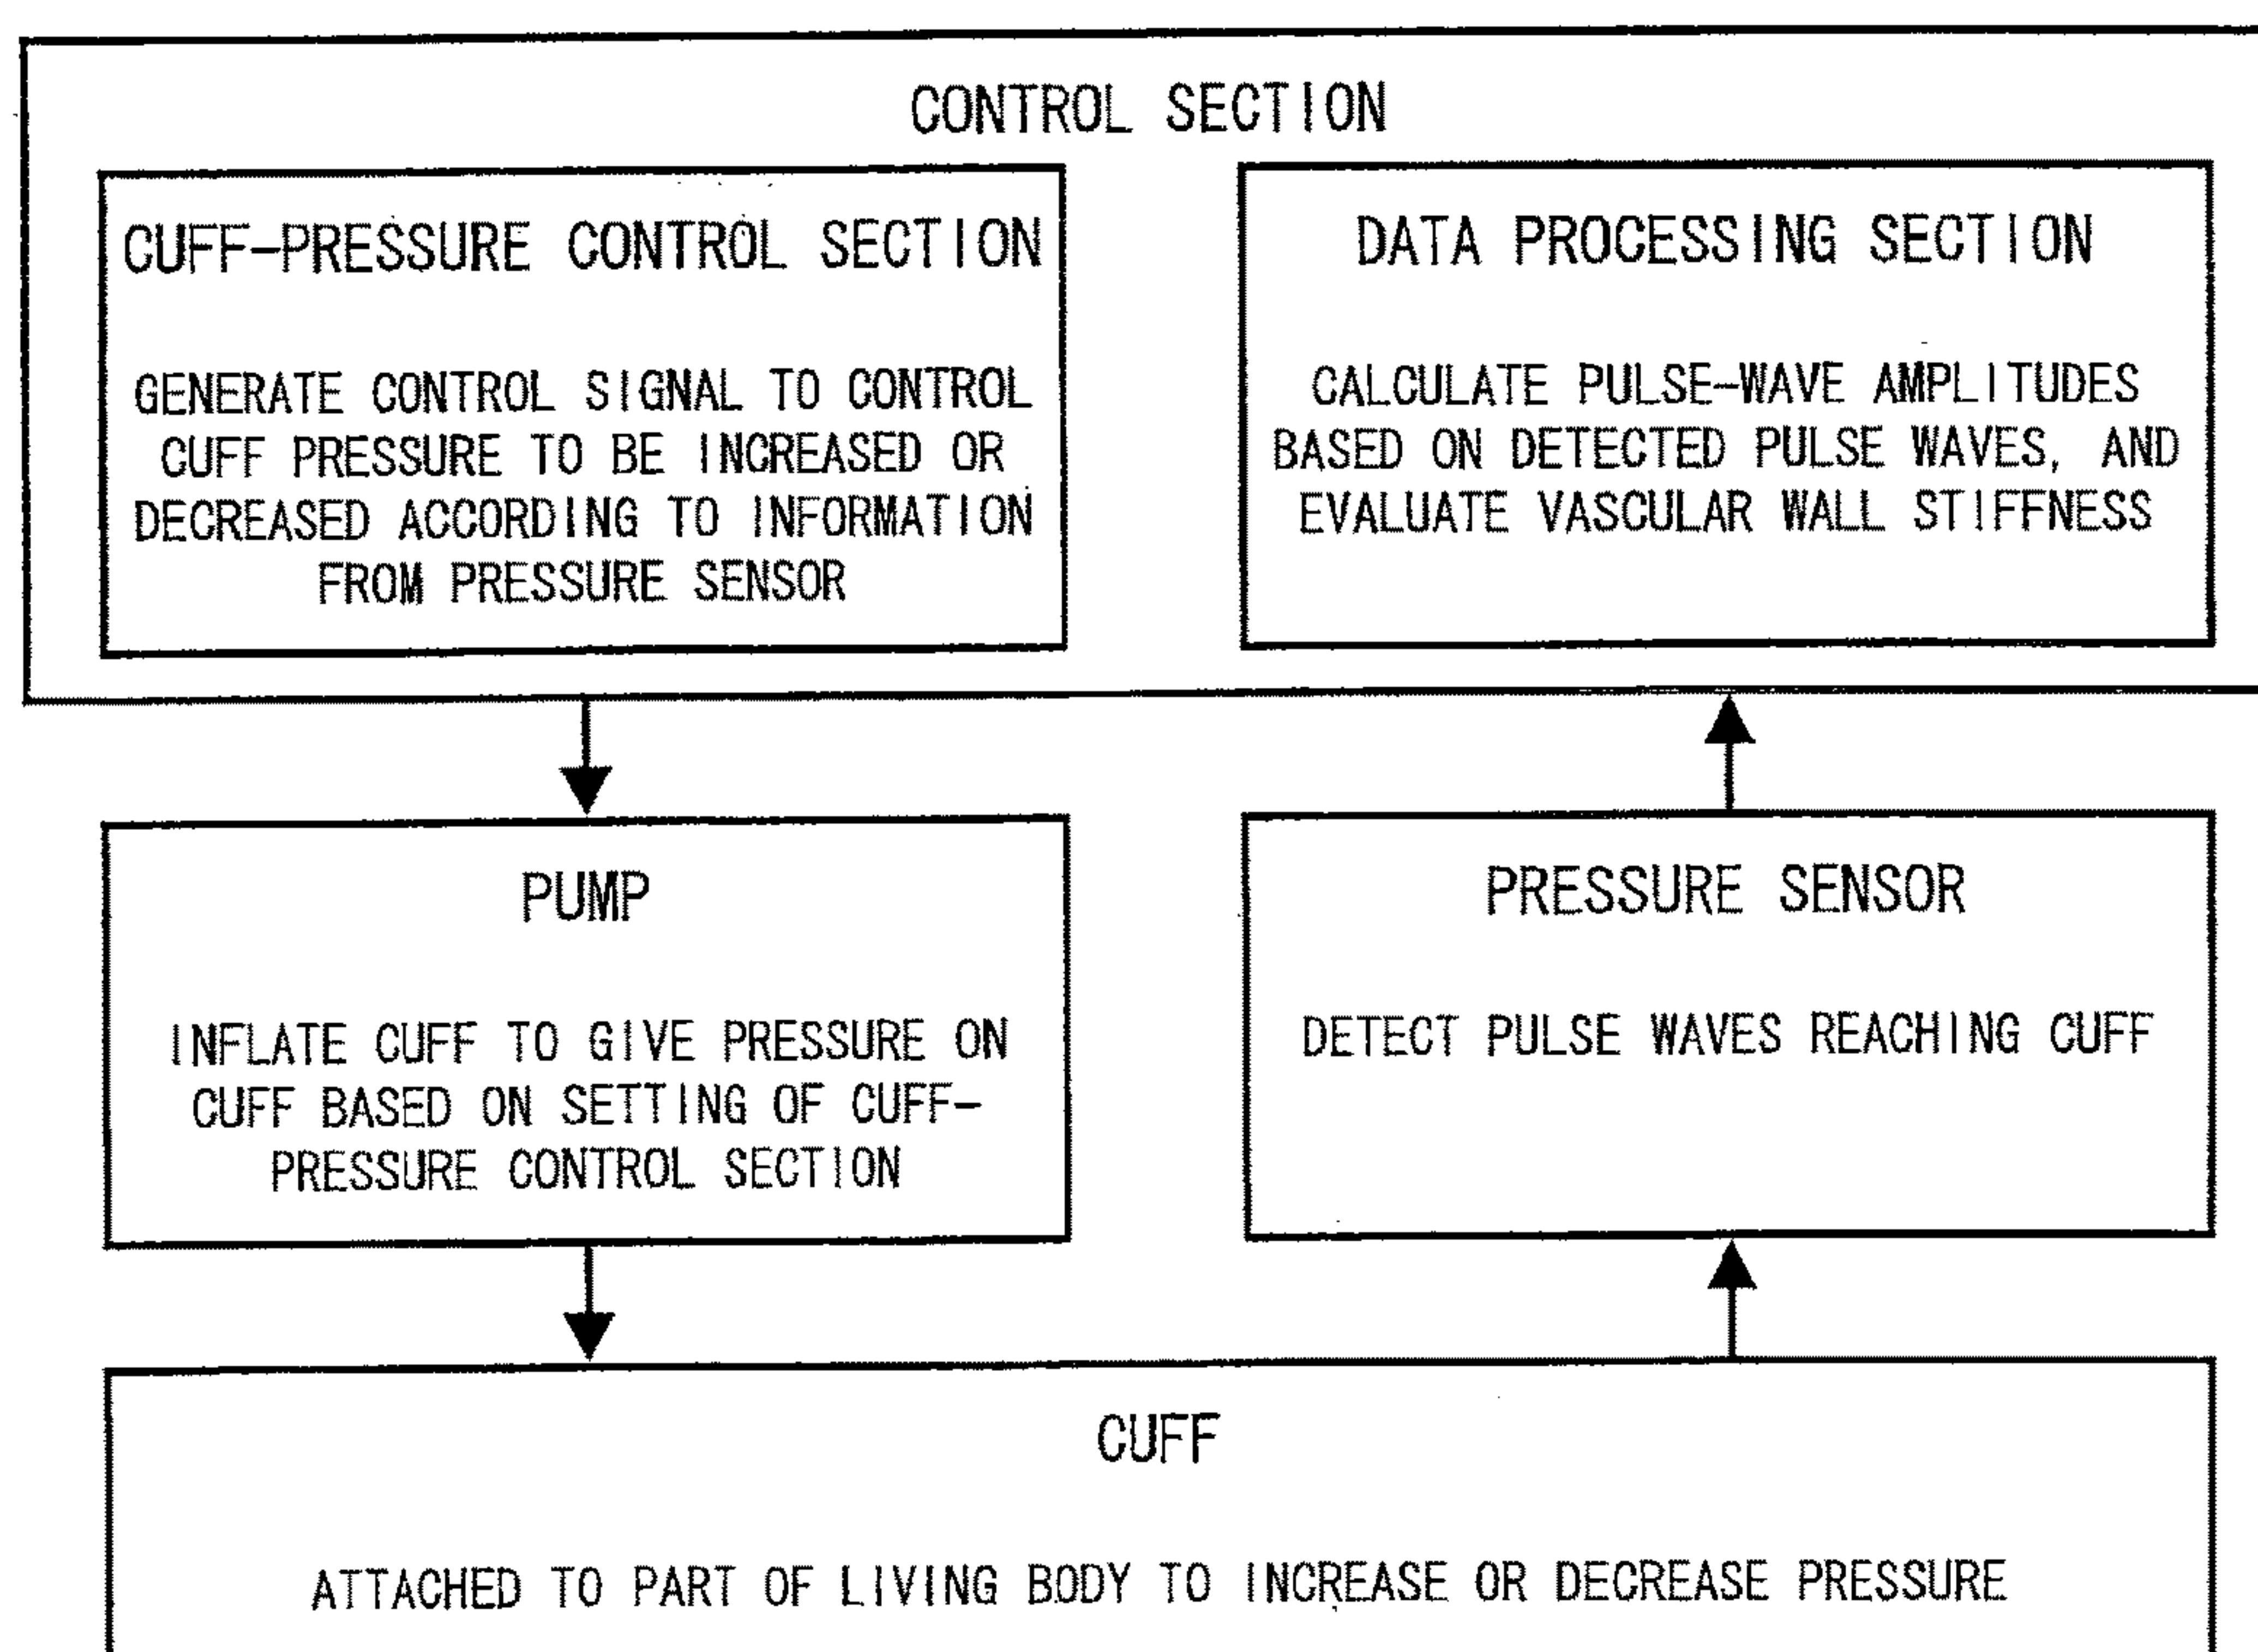 CONTROL SECTION
CUFF-PRESSURE CONTROL SECTION
GENERATE CONTROL SIGNAL TO CONTROL
CUFF PRESSURE TO BE INCREASED OR
DECREASED ACCORDING TO INFORMATION
FROM PRESSURE SENSOR
DATA PROCESSING SECTION
CALCULATE PULSE-WAVE AMPLITUDES
BASED ON DETECTED PULSE WAVES, AND
EVALUATE VASCULAR WALL STIFFNESS
PUMP
INFLATE CUFF TO GIVE PRESSURE ON
CUFF BASED ON SETTING OF CUFF-
PRESSURE CONTROL SECTION
PRESSURE SENSOR
DETECT PULSE WAVES REACHING CUFF
CUFF
ATTACHED TO PART OF LIVING BODY TO INCREASE OR DECREASE PRESSURE